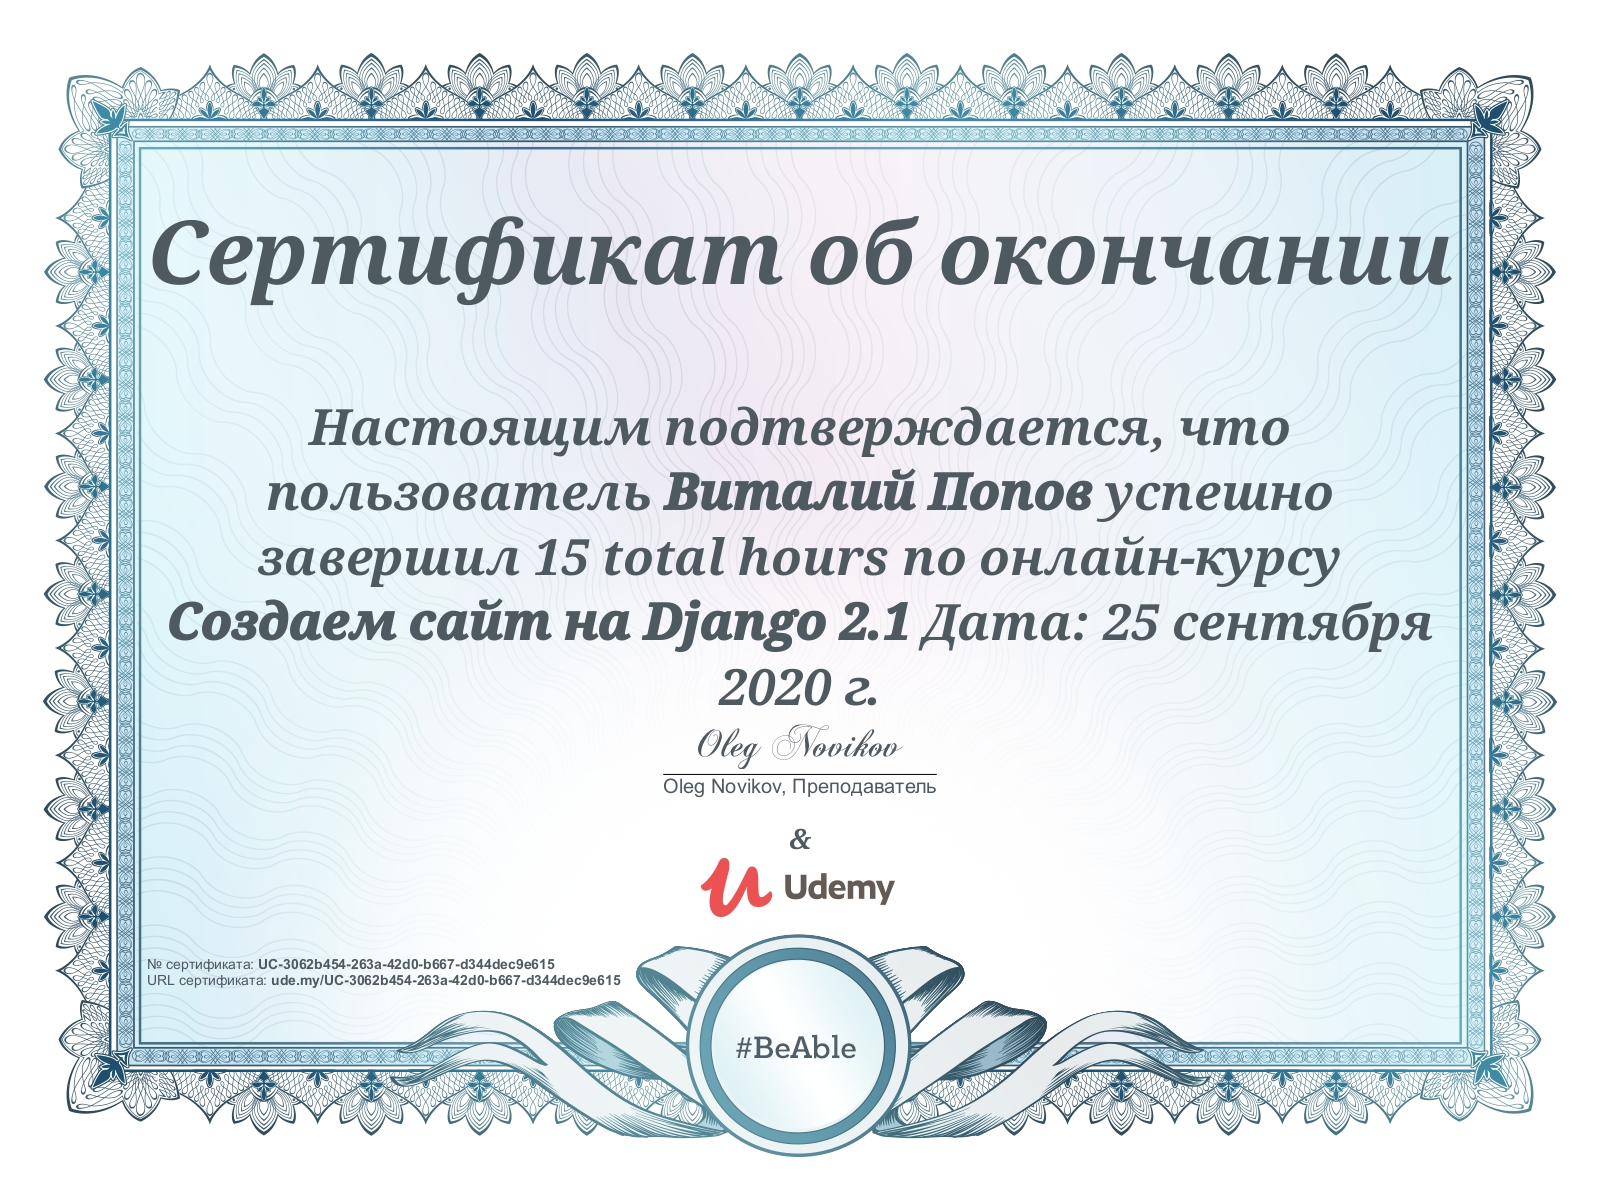 Сертификат об окончании
Настоящим подтверждается, что
пользователь Виталий Попов успешно
завершил 15 total hours по онлайн-курсу
Создаем сайт на Django 2.1 Дата: 25 сентября
2020 г.
Oleg Novikov
Oleg Novikov, Преподаватель
&
Udemy
№ сертификата: UC-3062b454-263a-42d0-b667-d344dec9e615
URL сертификата: ude.my/UC-3062b454-263a-42d0-b667-d344dec9e615
#BeAble